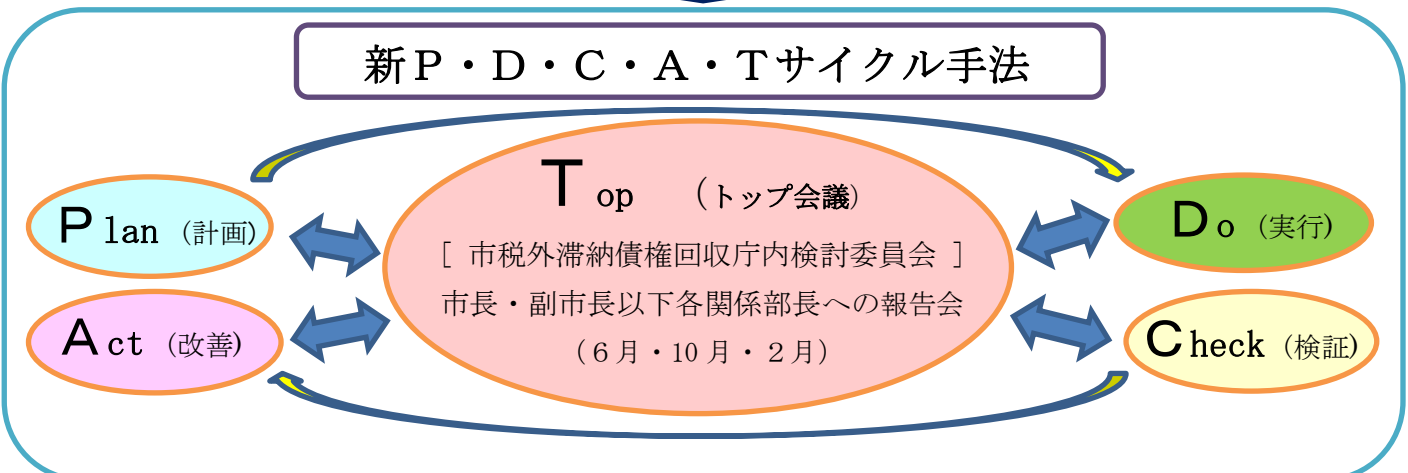 新Ｐ・Ｄ・Ｃ・Ａ・Ｔサイクル手法
Ｔop （トップ会議）
Ｐlan（計画）
Ｄo（実行）
［ 市税外滞納債権回収庁内検討委員会 ］
市長・副市長以下各関係部長への報告会
（６月・10月・２月）
Ａct（改善）
Ｃheck（検証）